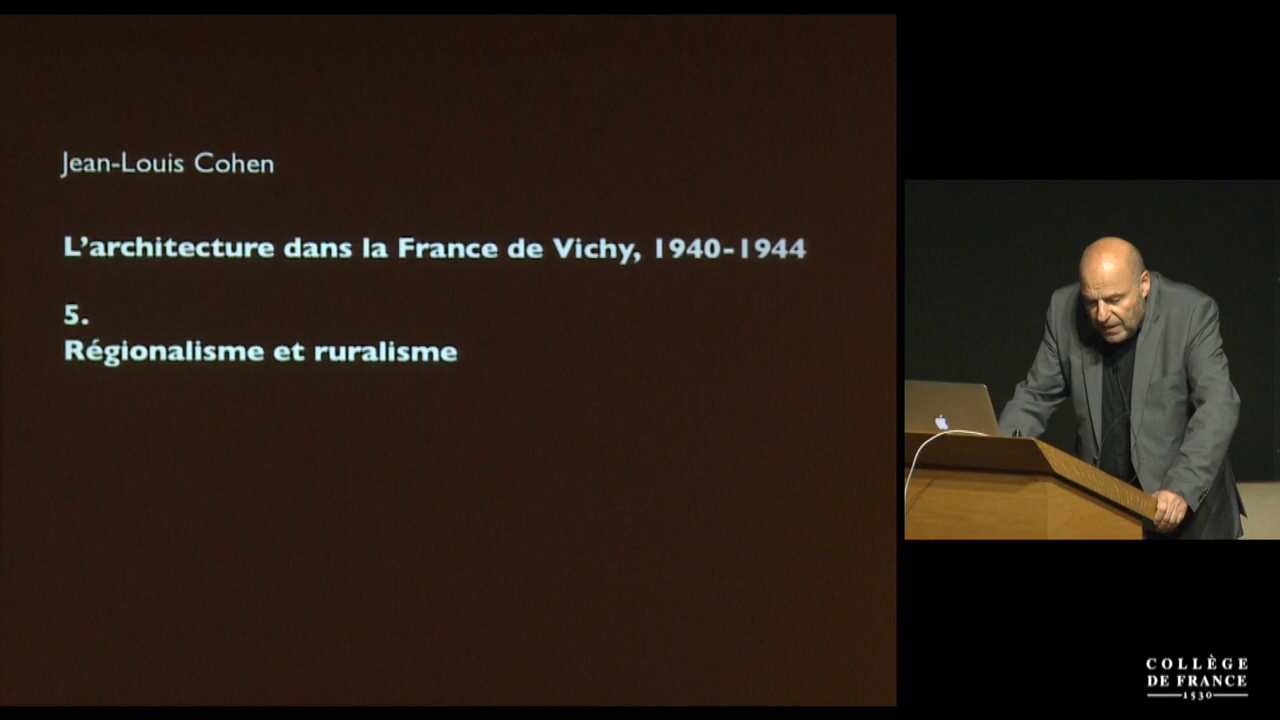 Jean-Louis Cohen
L’architecture dans la France de Vichy, 1940-1944
5.
Régionalisme et ruralisme
COLLÈGE
DE FRANCE
1530